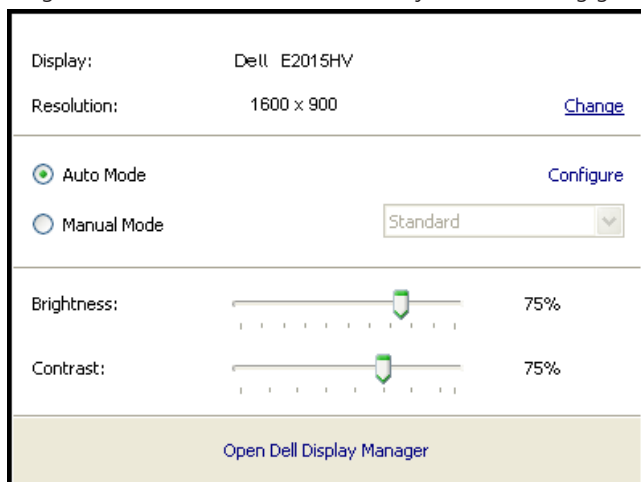 Display: Dell E2015HV
Resolution: 1600 x 900 Change
Auto Mode Configure
Manual Mode Standard
Brightness: 75%
Contrast: 75%
Open Dell Display Manager